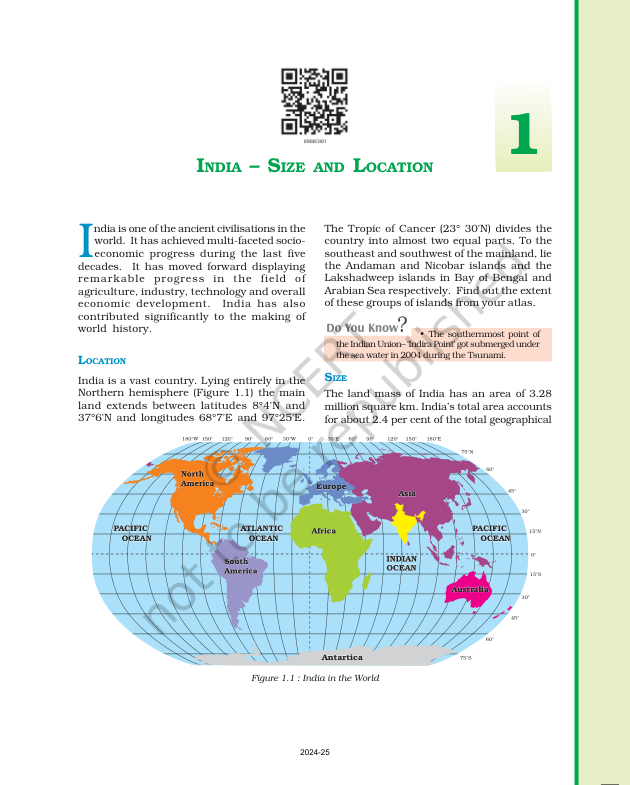 1
India – Size and Location
India is one of the ancient civilisations in the
world. It has achieved multi-faceted socio-
economic progress during the last five
decades. It has moved forward displaying
remarkable progress in the field of
agriculture, industry, technology and overall
economic development. India has also
contributed significantly to the making of
world history.
Location
India is a vast country. Lying entirely in the
Northern hemisphere (Figure 1.1) the main
land extends between latitudes 8°4'N and
37°6'N and longitudes 68°7'E and 97°25'E.
The Tropic of Cancer (23° 30'N) divides the
country into almost two equal parts. To the
southeast and southwest of the mainland, lie
the Andaman and Nicobar islands and the
Lakshadweep islands in Bay of Bengal and
Arabian Sea respectively. Find out the extent
of these groups of islands from your atlas.
Do You Know?
• The southernmost point of
the Indian Union– 'Indira Point' got submerged under
the sea water in 2004 during the Tsunami.
Size
The land mass of India has an area of 3.28
million square km. India's total area accounts
for about 2.4 per cent of the total geographical
180°W 150° 120° 90° 60° 30°W 0° 30°E 60° 90° 120° 150° 180°E
75°N
60°
45°
30°
15°N
0°
15°S
30°
45°
60°
75°S
North
America
Europe
Asia
PACIFIC
OCEAN
ATLANTIC
OCEAN
Africa
PACIFIC
OCEAN
South
America
INDIAN
OCEAN
Australia
Antartica
Figure 1.1 : India in the World
2024-25
© NCERT
not to be republished